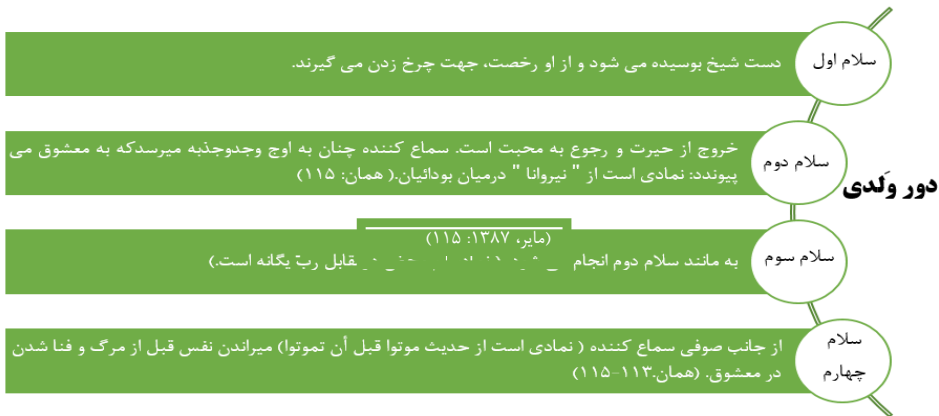 سلام اول
دست شیخ بوسیده می شود و از او رخصت، جهت چرخ زدن می گیرند.
سلام دوم
خروج از حیرت و رجوع به محبت است. سماع کننده چنان به اوج وجدوجذبه میرسدکه به معشوق می
پیوندد: نمادی است از " نیروانا " درمیان بودائیان.( همان: ۱۱۵)
دور وَلدی
سلام سوم
(مایر، ۱۳۸۷: ۱۱۵)
به مانند سلام دوم انجام یگانه است.)
سلام
چهارم
از جانب صوفی سماع کننده ( نمادی است از حدیث موتوا قبل أن تموتوا) میراندن نفس قبل از مرگ و فنا شدن
در معشوق. (همان.۱۱۳-۱۱۵)